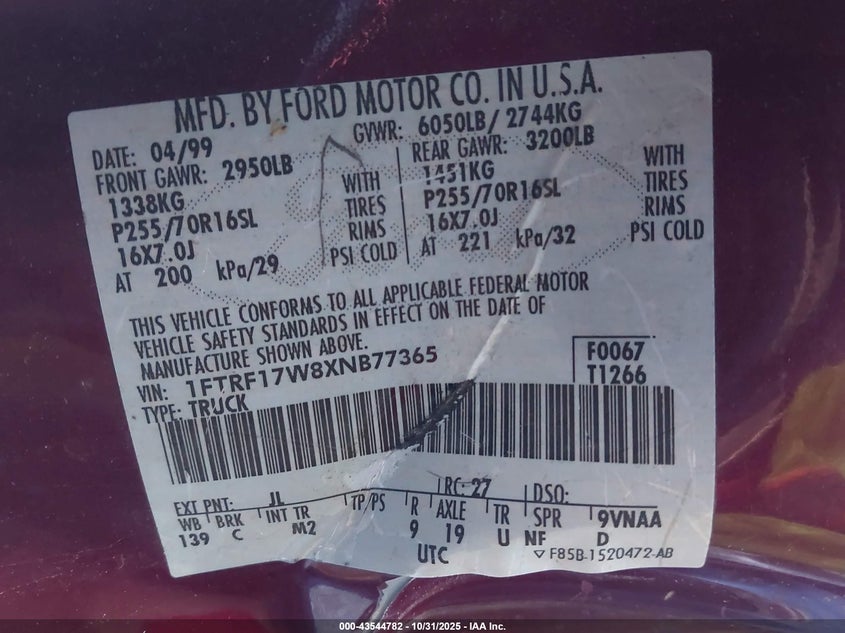 MFD. BY FORD MOTOR CO. IN U.S.A.
DATE: 04/99 GVWR: 6050LB/ 2744KG
FRONT GAWR: 2950LB REAR GAWR: 3200LB
1338KG WITH 1451KG WITH
P255/70R16SL TIRES P255/70R16SL TIRES
16X7.0J RIMS 16X7.0J RIMS
AT 200 kPa/29 PSI COLD AT 221 kPa/32 PSI COLD
THIS VEHICLE CONFORMS TO ALL APPLICABLE FEDERAL MOTOR
VEHICLE SAFETY STANDARDS IN EFFECT ON THE DATE OF
MANUFACTURE SHOWN ABOVE.
VIN: 1FTRF17W8XNB77365 F0067
TYPE: TRUCK T1266
EXT PNT: JL RC: 27 DSO:
WB BRK INT TR TP/PS R AXLE TR SPR 9VNAA
139 C M2 9 19 U NF D
UTC ▽ F85B-1520472-AB
000-43544782 - 10/31/2025 - IAA Inc.